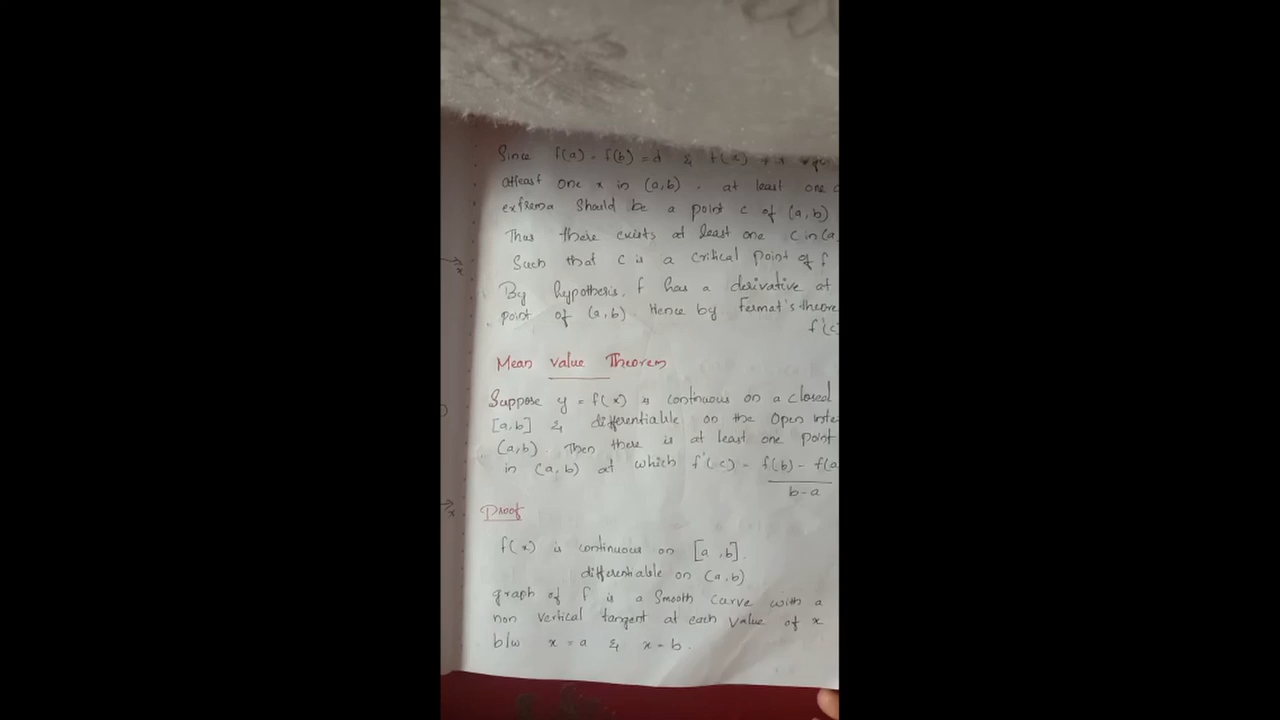 Since f(a) = f(b) = d & f(x)
atleast one x in (a,b). at least one
extrema should be a point c of (a,b)
Thus there exists at least one c in (a,
Such that c is a critical point of f
By hypothesis, f has a derivative at
point of (a,b). Hence by Fermat's theore
f'(c
Mean Value Theorem
Suppose y = f(x) is continuous on a closed
[a,b] & differentiable on the Open inte
(a,b). Then there is at least one point
in (a,b) at which f'(c) = f(b) - f(a
b-a
Proof
f(x) is continuous on [a,b].
differentiable on (a,b)
graph of f is a Smooth Curve with a
non vertical tangent at each value of x
b/w x = a & x = b.
x
x